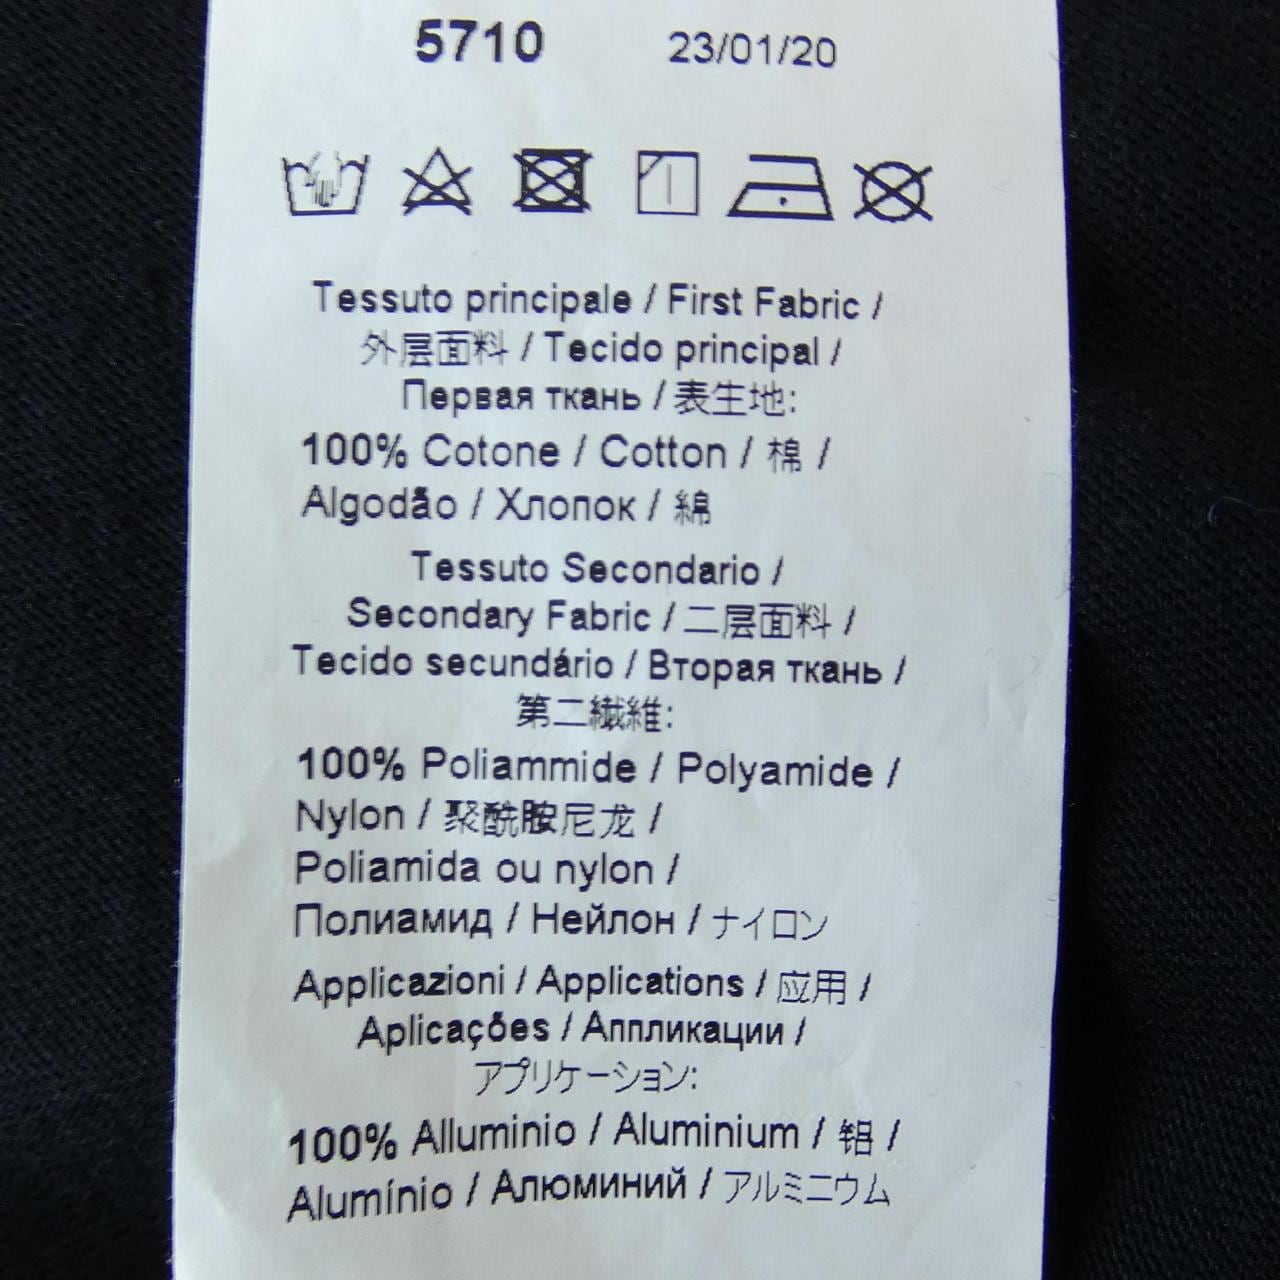 5710 23/01/20
Tessuto principale / First Fabric /
外层面料 / Tecido principal /
Первая ткань / 表生地:
100% Cotone / Cotton / 棉 /
Algodão / Хлопок / 綿
Tessuto Secondario /
Secondary Fabric / 二层面料 /
Tecido secundário / Вторая ткань /
第二繊維:
100% Poliammide / Polyamide /
Nylon / 聚酰胺尼龙 /
Poliamida ou nylon /
Полиамид / Нейлон / ナイロン
Applicazioni / Applications / 应用 /
Aplicações / Аппликации /
アプリケーション:
100% Alluminio / Aluminium / 铝 /
Alumínio / Алюминий / アルミニウム